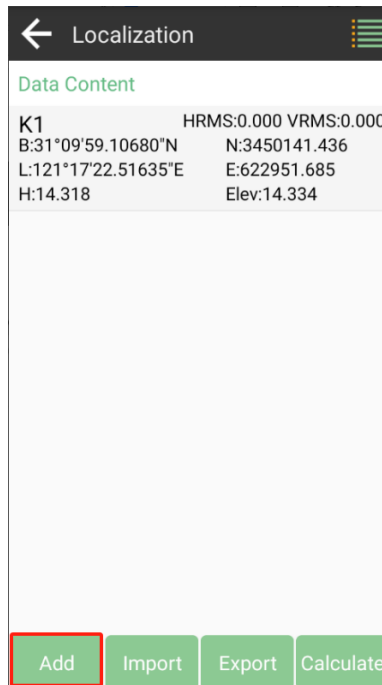 Localization
Data Content
K1 HRMS:0.000 VRMS:0.000
B:31°09'59.10680"N N:3450141.436
L:121°17'22.51635"E E:622951.685
H:14.318 Elev:14.334
Add Import Export Calculate